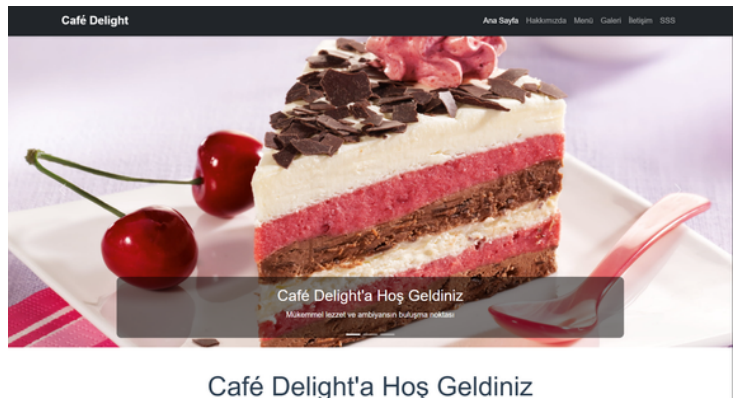 Café Delight
Ana Sayfa Hakkımızda Menü Galeri İletişim SSS
Café Delight'a Hoş Geldiniz
Mükemmel lezzet ve ambiyansın buluşma noktası
Café Delight'a Hoş Geldiniz